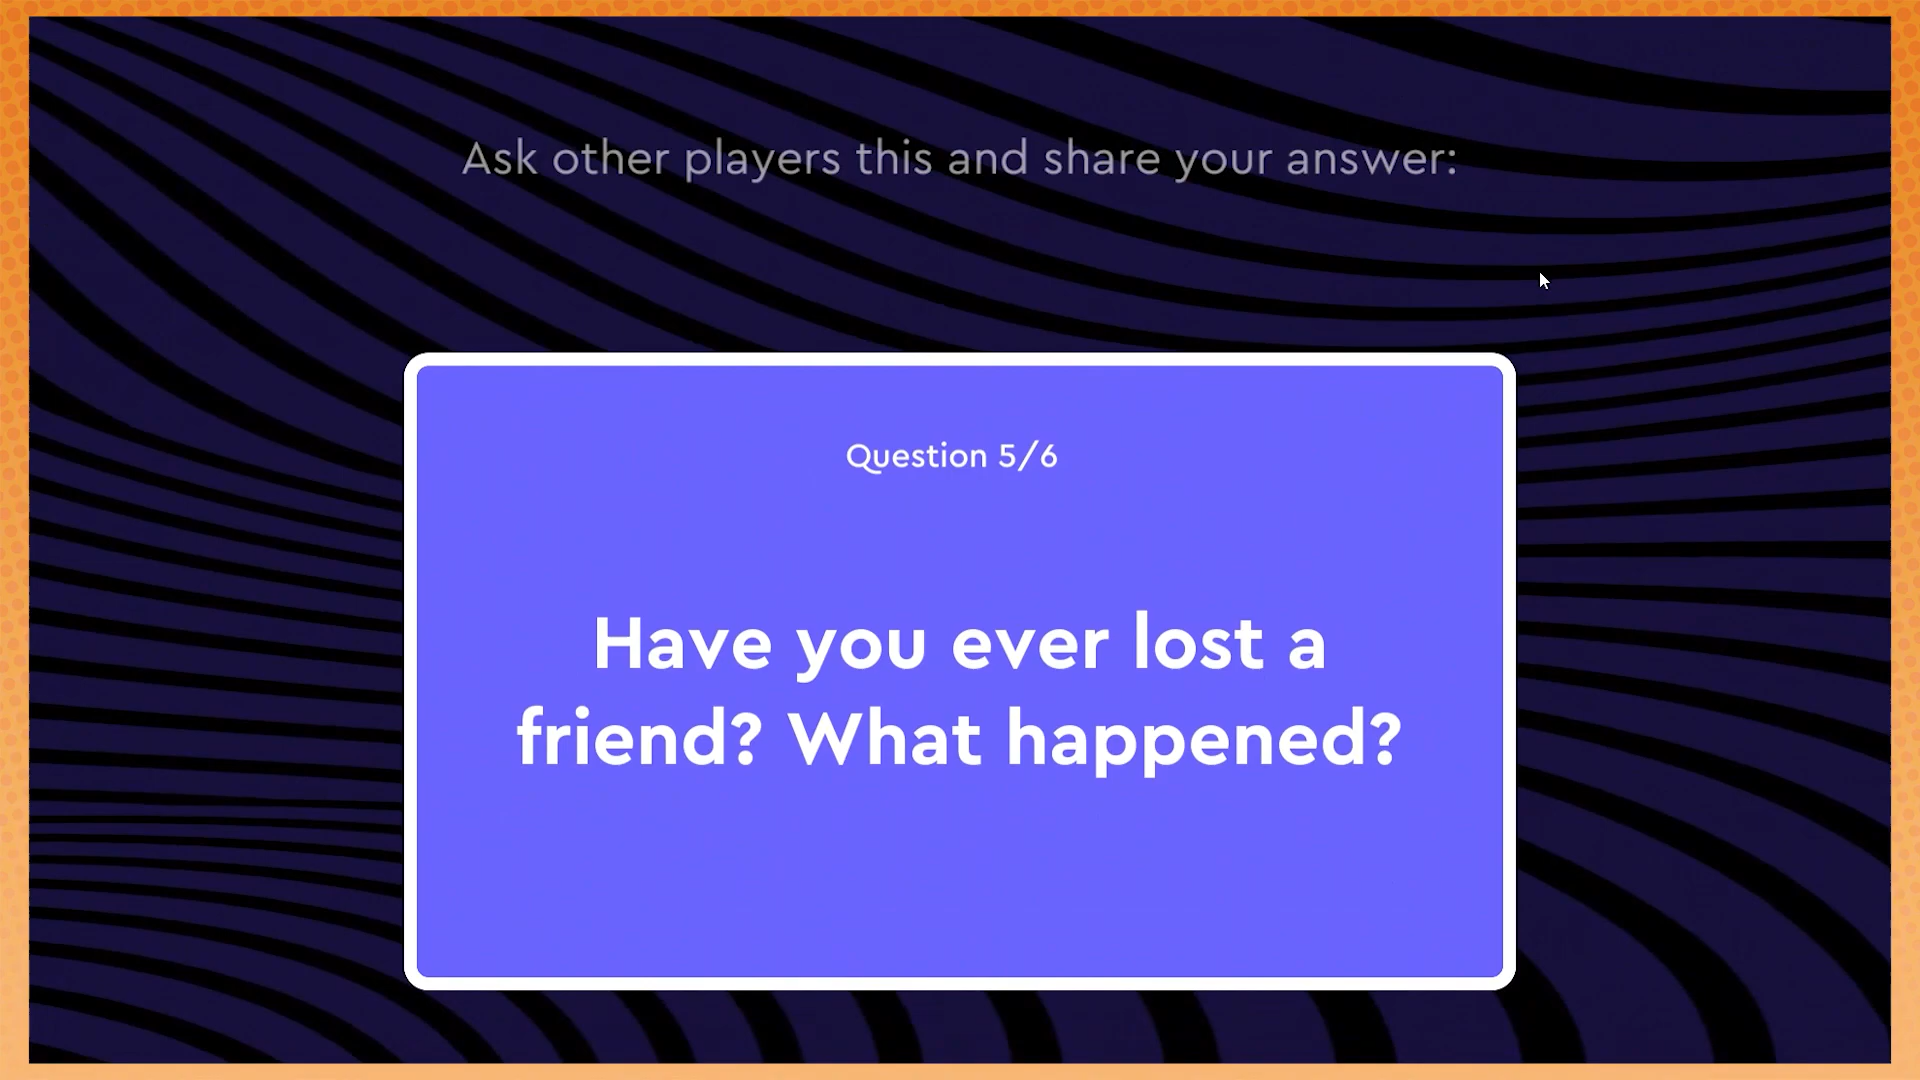 Ask other players this and share your answer:
Question 5/6
Have you ever lost a
friend? What happened?